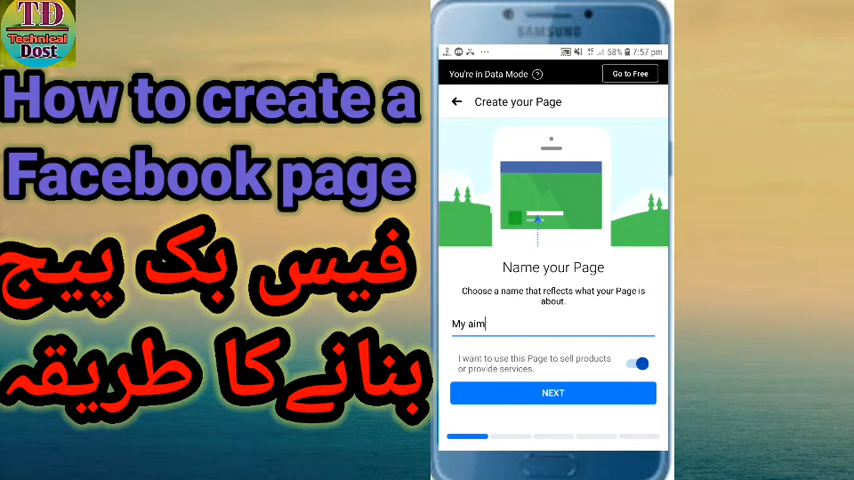 TD
Technical
Dost
How to create a
Facebook page
فیس بک پیج
بنانےکا طریقہ
SAMSUNG
58% 7:57 pm
You're in Data Mode ?
Go to Free
Create your Page
Name your Page
Choose a name that reflects what your Page is
about.
My aim
I want to use this Page to sell products
or provide services.
NEXT